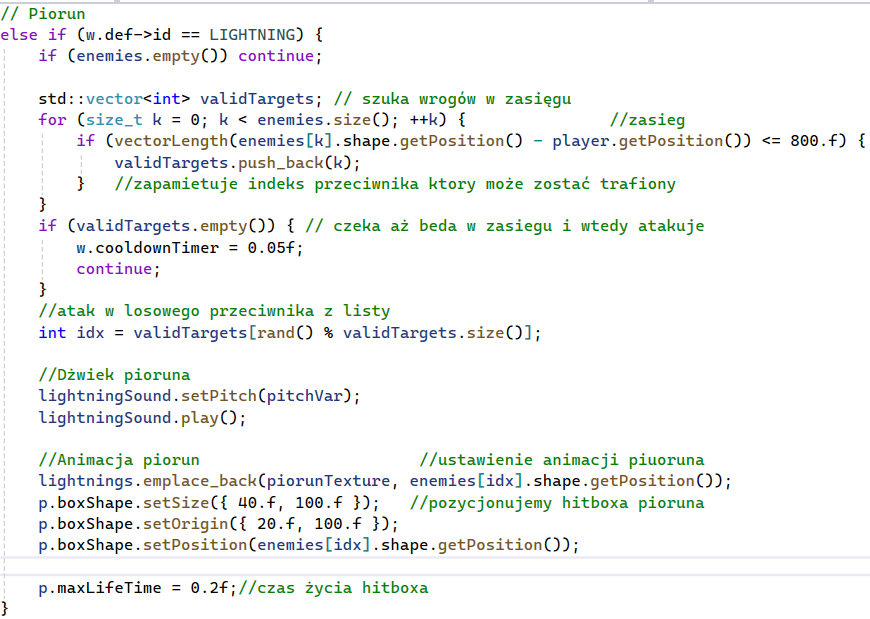 // Piorun
else if (w.def->id == LIGHTNING) {
    if (enemies.empty()) continue;

    std::vector<int> validTargets; // szuka wrogów w zasięgu
    for (size_t k = 0; k < enemies.size(); ++k) {               //zasieg
        if (vectorLength(enemies[k].shape.getPosition() - player.getPosition()) <= 800.f) {
            validTargets.push_back(k);
        }   //zapamietuje indeks przeciwnika ktory może zostać trafiony
    }
    if (validTargets.empty()) { // czeka aż beda w zasiegu i wtedy atakuje
        w.cooldownTimer = 0.05f;
        continue;
    }
    //atak w losowego przeciwnika z listy
    int idx = validTargets[rand() % validTargets.size()];

    //Dźwiek pioruna
    lightningSound.setPitch(pitchVar);
    lightningSound.play();

    //Animacja piorun                       //ustawienie animacji piuoruna
    lightnings.emplace_back(piorunTexture, enemies[idx].shape.getPosition());
    p.boxShape.setSize({ 40.f, 100.f });   //pozycjonujemy hitboxa pioruna
    p.boxShape.setOrigin({ 20.f, 100.f });
    p.boxShape.setPosition(enemies[idx].shape.getPosition());

    p.maxLifeTime = 0.2f;//czas życia hitboxa
}